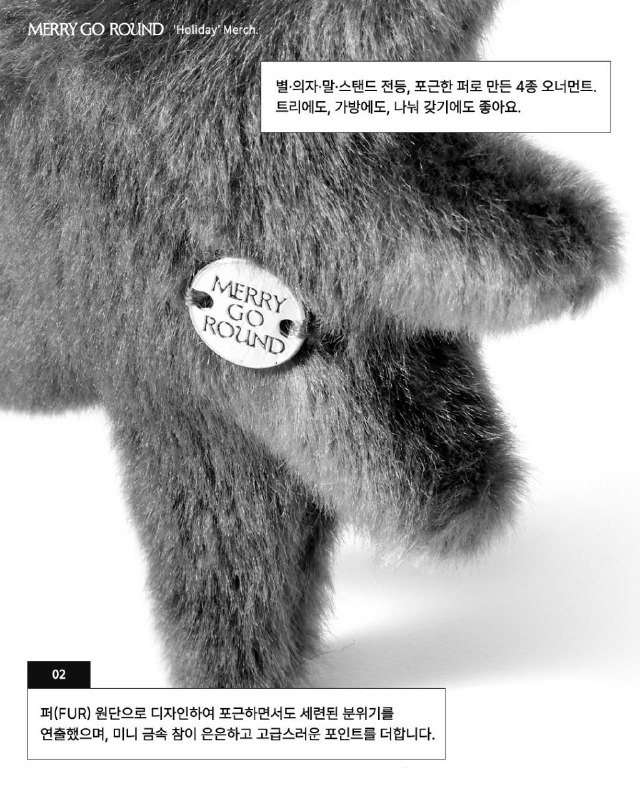 MERRY GO ROUND 'Holiday' Merch.
별·의자·말·스탠드 전등, 포근한 퍼로 만든 4종 오너먼트.
트리에도, 가방에도, 나눠 갖기에도 좋아요.
MERRY
GO
ROUND
02
퍼(FUR) 원단으로 디자인하여 포근하면서도 세련된 분위기를
연출했으며, 미니 금속 참이 은은하고 고급스러운 포인트를 더합니다.